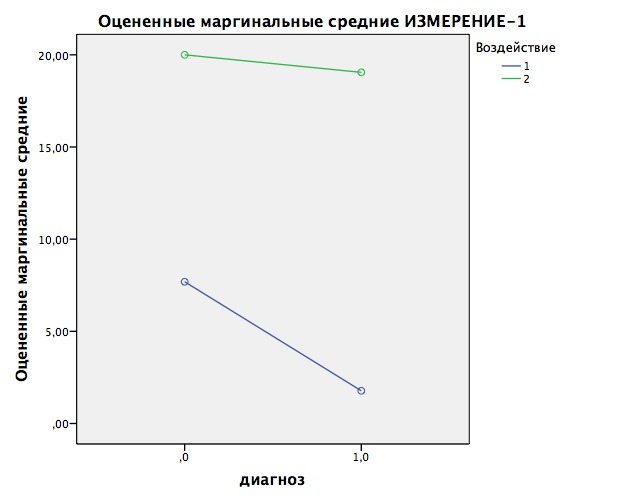 Оцененные маргинальные средние ИЗМЕРЕНИЕ-1
Воздействие
1
2
Оцененные маргинальные средние
20,00
15,00
10,00
5,00
,00
,0
1,0
диагноз